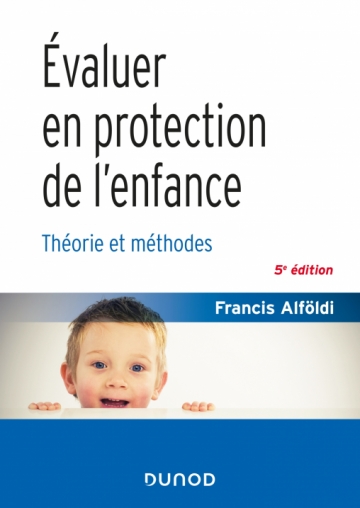 Évaluer
en protection
de l'enfance
Théorie et méthodes
5e édition
Francis Alföldi
DUNOD